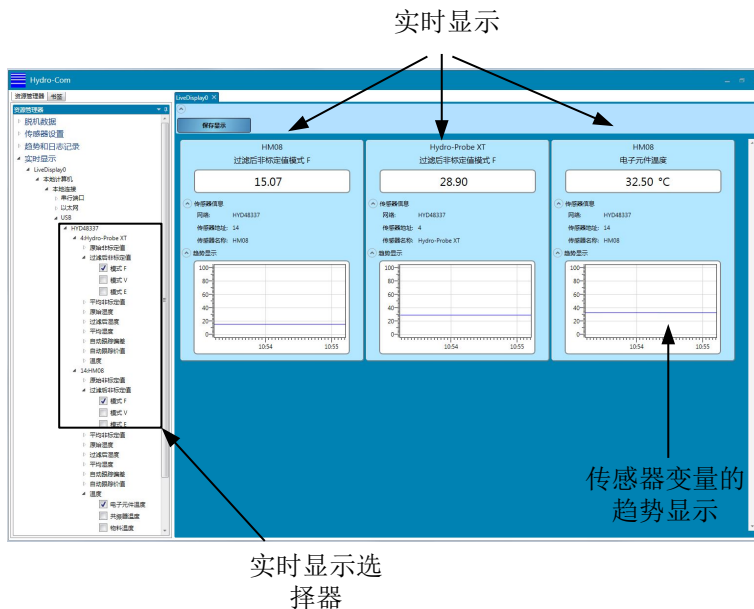 实时显示
Hydro-Com
资源管理器 书签
LiveDisplay0
资源管理器
脱机数据
传感器设置
趋势和日志记录
实时显示
LiveDisplay0
本地计算机
本地连接
串行端口
以太网
USB
HYD48337
4:Hydro-Probe XT
原始非标定值
过滤后非标定值
模式 F
模式 V
模式 E
平均非标定值
原始湿度
过滤后湿度
平均湿度
自动跟踪偏差
自动跟踪价值
温度
14:HM08
原始非标定值
过滤后非标定值
模式 F
模式 V
模式 E
平均非标定值
原始湿度
过滤后湿度
平均湿度
自动跟踪偏差
自动跟踪价值
温度
电子元件温度
共振器温度
物料温度
保存显示
HM08
过滤后非标定值模式 F
15.07
传感器信息
网络: HYD48337
传感器地址: 14
传感器名称: HM08
趋势显示
100
80
60
40
20
0
10:54 10:55
Hydro-Probe XT
过滤后非标定值模式 F
28.90
传感器信息
网络: HYD48337
传感器地址: 4
传感器名称: Hydro-Probe XT
趋势显示
100
80
60
40
20
0
10:54 10:55
HM08
电子元件温度
32.50 °C
传感器信息
网络: HYD48337
传感器地址: 14
传感器名称: HM08
趋势显示
100
80
60
40
20
0
10:54 10:55
传感器变量的
趋势显示
实时显示选
择器